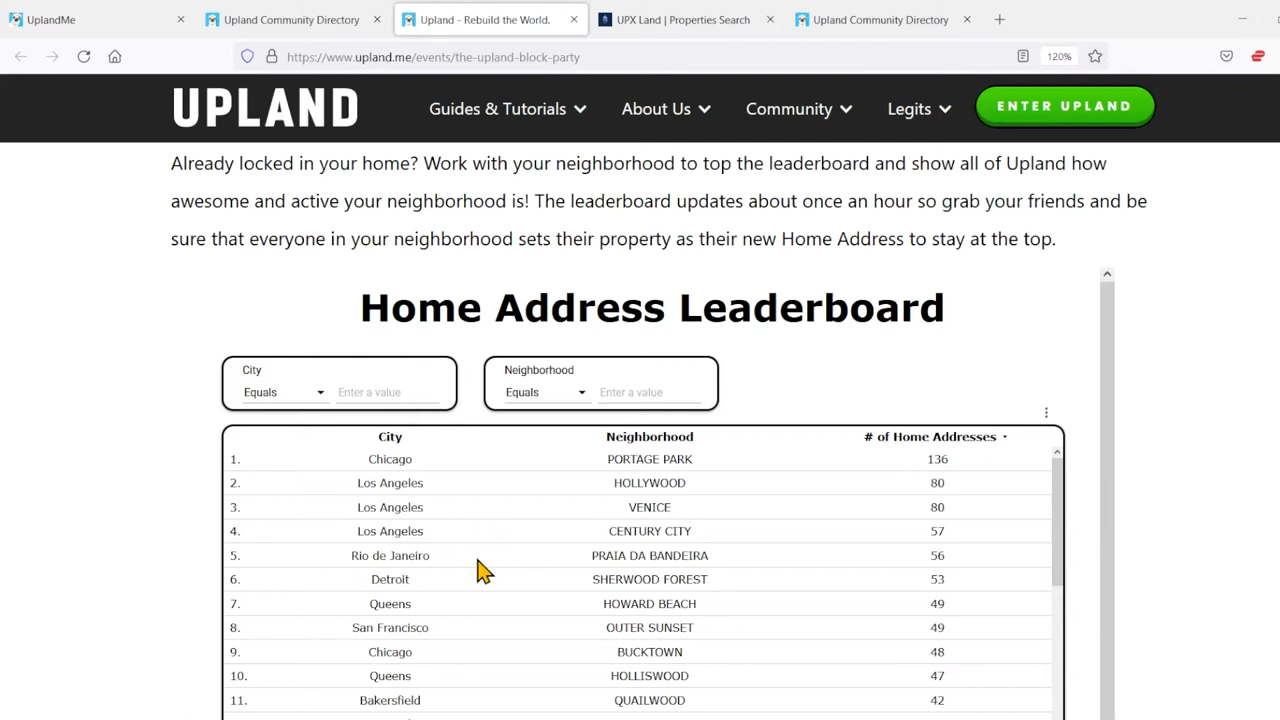 UplandMe
Upland Community Directory
Upland - Rebuild the World.
UPX Land | Properties Search
Upland Community Directory
https://www.upland.me/events/the-upland-block-party
120%
UPLAND
Guides & Tutorials
About Us
Community
Legits
ENTER UPLAND
Already locked in your home? Work with your neighborhood to top the leaderboard and show all of Upland how
awesome and active your neighborhood is! The leaderboard updates about once an hour so grab your friends and be
sure that everyone in your neighborhood sets their property as their new Home Address to stay at the top.
Home Address Leaderboard
City
Equals Enter a value
Neighborhood
Equals Enter a value
City Neighborhood # of Home Addresses
1. Chicago PORTAGE PARK 136
2. Los Angeles HOLLYWOOD 80
3. Los Angeles VENICE 80
4. Los Angeles CENTURY CITY 57
5. Rio de Janeiro PRAIA DA BANDEIRA 56
6. Detroit SHERWOOD FOREST 53
7. Queens HOWARD BEACH 49
8. San Francisco OUTER SUNSET 49
9. Chicago BUCKTOWN 48
10. Queens HOLLISWOOD 47
11. Bakersfield QUAILWOOD 42